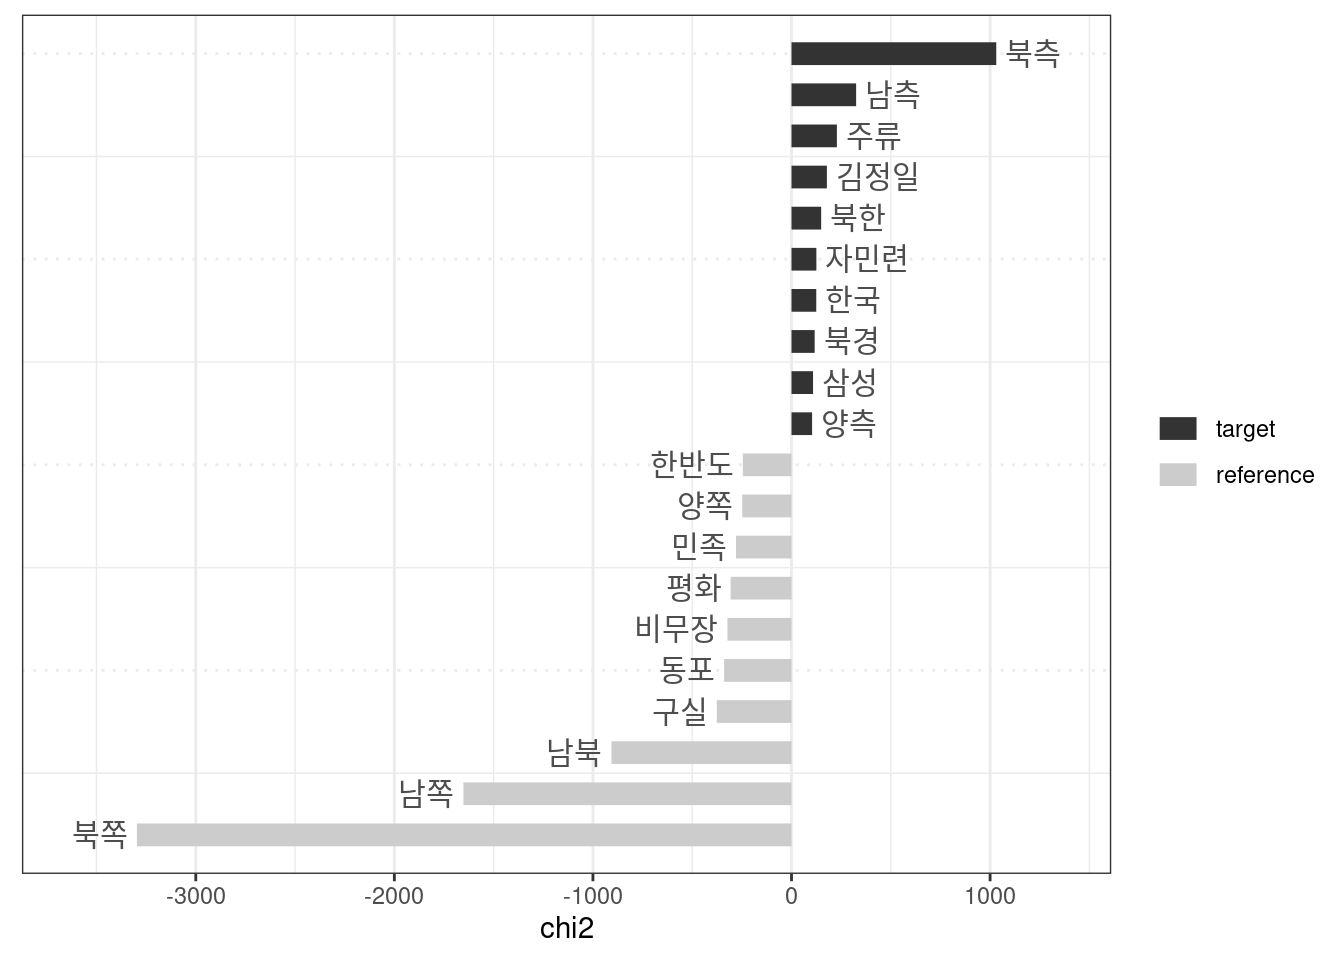 북측
남측
주류
김정일
북한
자민련
한국
북경
삼성
양측
한반도
양쪽
민족
평화
비무장
동포
구실
남북
남쪽
북쪽
-3000 -2000 -1000 0 1000
chi2
target
reference